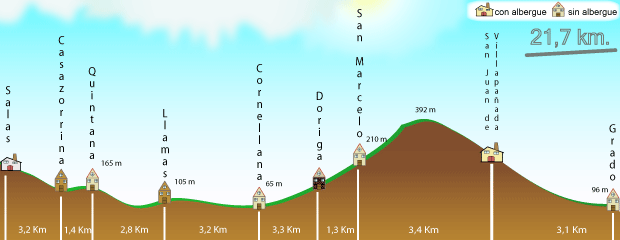 con albergue sin albergue
21,7 km.
Salas
Casazorrina
Quintana
165 m
Llamas
105 m
Cornellana
65 m
Doriga
San Marcelo
210 m
392 m
San Juan de
Villapañada
Grado
96 m
3,2 Km
1,4 Km
2,8 Km
3,2 Km
3,3 Km
1,3 Km
3,4 Km
3,1 Km